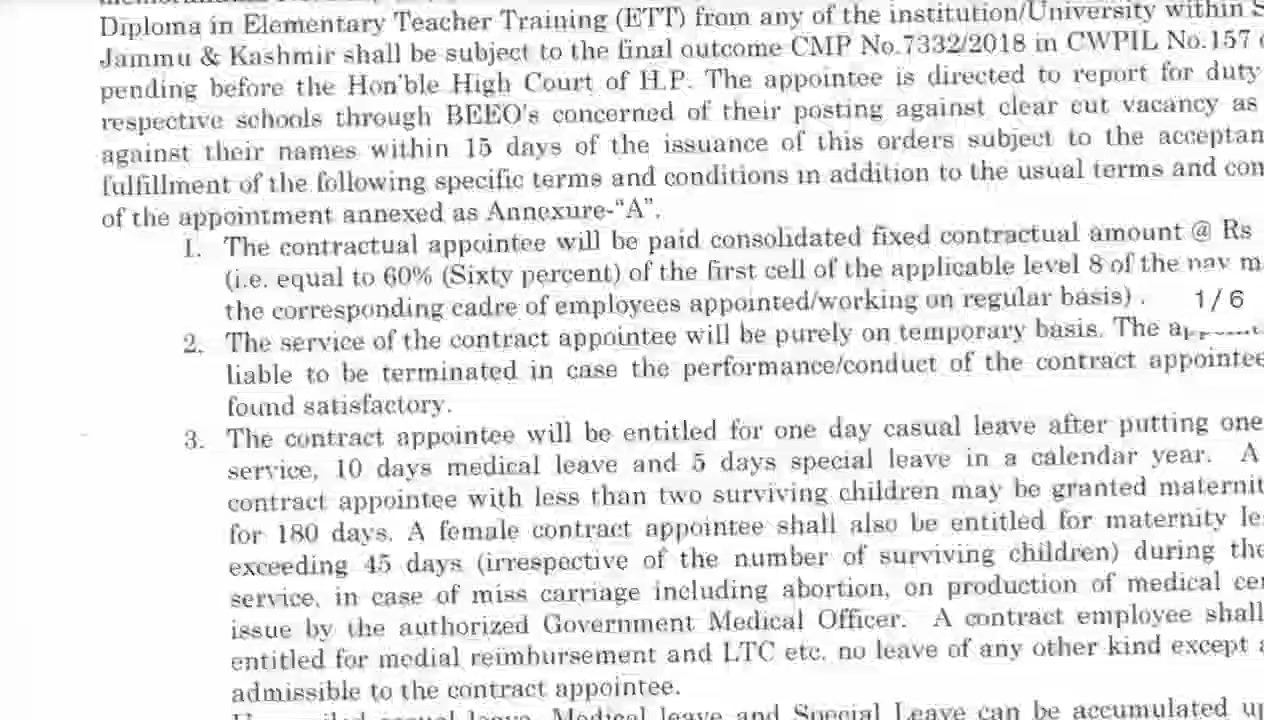 Diploma in Elementary Teacher Training (ETT) from any of the institution/University within S
Jammu & Kashmir shall be subject to the final outcome CMP No.7332/2018 in CWPIL No.157
pending before the Hon'ble High Court of H.P. The appointee is directed to report for duty
respective schools through BEEO's concerned of their posting against clear cut vacancy as
against their names within 15 days of the issuance of this orders subject to the acceptan
fulfillment of the following specific terms and conditions in addition to the usual terms and con
of the appointment annexed as Annexure-"A".
1. The contractual appointee will be paid consolidated fixed contractual amount @ Rs
(i.e. equal to 60% (Sixty percent) of the first cell of the applicable level 8 of the pay m
the corresponding cadre of employees appointed/working on regular basis) .
1 / 6
2. The service of the contract appointee will be purely on temporary basis. The
liable to be terminated in case the performance/conduct of the contract appointee
found satisfactory.
3. The contract appointee will be entitled for one day casual leave after putting one
service, 10 days medical leave and 5 days special leave in a calendar year. A
contract appointee with less than two surviving children may be granted maternit
for 180 days. A female contract appointee shall also be entitled for maternity le
exceeding 45 days (irrespective of the number of surviving children) during the
service, in case of miss carriage including abortion, on production of medical cer
issue by the authorized Government Medical Officer. A contract employee shall
entitled for medial reimbursement and LTC etc. no leave of any other kind except a
admissible to the contract appointee.
casual leave, Medical leave and Special Leave can be accumulated up